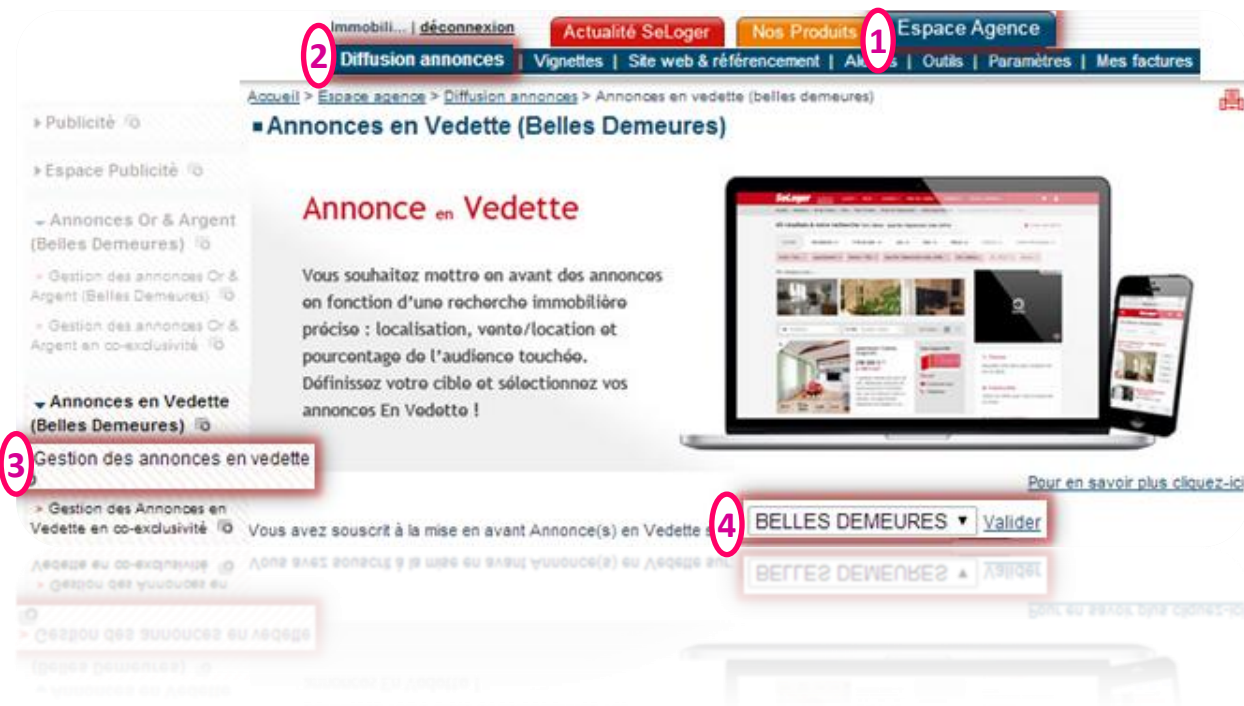 Immobili... | déconnexion
Actualité SeLoger
Nos Produits
1
Espace Agence
2
Diffusion annonces | Vignettes | Site web & référencement | | Outils | Paramètres | Mes factures
Accueil > Espace agence > Diffusion annonces > Annonces en vedette (belles demeures)
Annonces en Vedette (Belles Demeures)
Publicité
Espace Publicité
Annonces Or & Argent
(Belles Demeures)
Gestion des annonces Or &
Argent (Belles Demeures)
Gestion des annonces Or &
Argent en co-exclusivité
Annonces en Vedette
(Belles Demeures)
3
Gestion des annonces en vedette
Gestion des Annonces en
Vedette en co-exclusivité
Annonce en Vedette
Vous souhaitez mettre en avant des annonces
en fonction d'une recherche immobilière
précise : localisation, vente/location et
pourcentage de l'audience touchée.
Définissez votre cible et sélectionnez vos
annonces En Vedette !
SeLoger
Pour en savoir plus cliquez-ici
Vous avez souscrit à la mise en avant Annonce(s) en Vedette
4
BELLES DEMEURES ▼ Valider